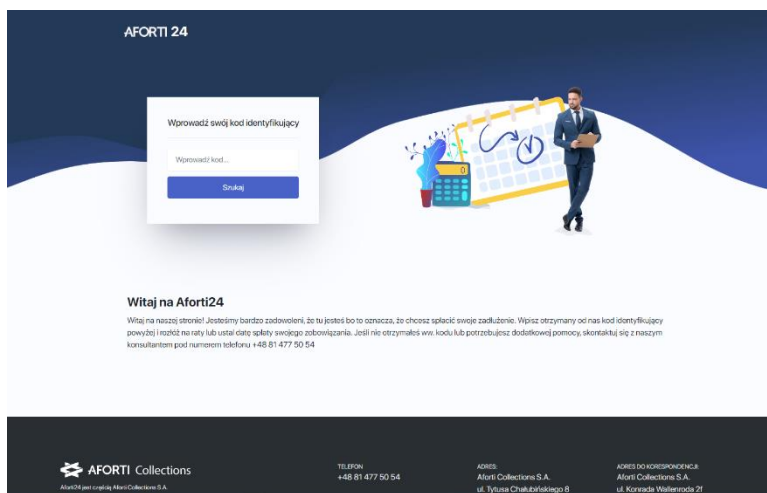 AFORTI 24
Wprowadź swój kod identyfikujący
Wprowadź kod...
Szukaj
Witaj na Aforti24
Witaj na naszej stronie! Jesteśmy bardzo zadowoleni, że tu jesteś bo to oznacza, że chcesz spłacić swoje zadłużenie. Wpisz otrzymany od nas kod identyfikujący
powyżej i rozłóż na raty lub ustal datę spłaty swojego zobowiązania. Jeśli nie otrzymałeś ww. kodu lub potrzebujesz dodatkowej pomocy, skontaktuj się z naszym
konsultantem pod numerem telefonu +48 81 477 50 54
AFORTI Collections
Aforti24 jest częścią Aforti Collections S.A.
TELEFON
+48 81 477 50 54
ADRES:
Aforti Collections S.A.
ul. Tytusa Chałubińskiego 8
ADRES DO KORESPONDENCJI:
Aforti Collections S.A.
ul. Konrada Wallenroda 2f